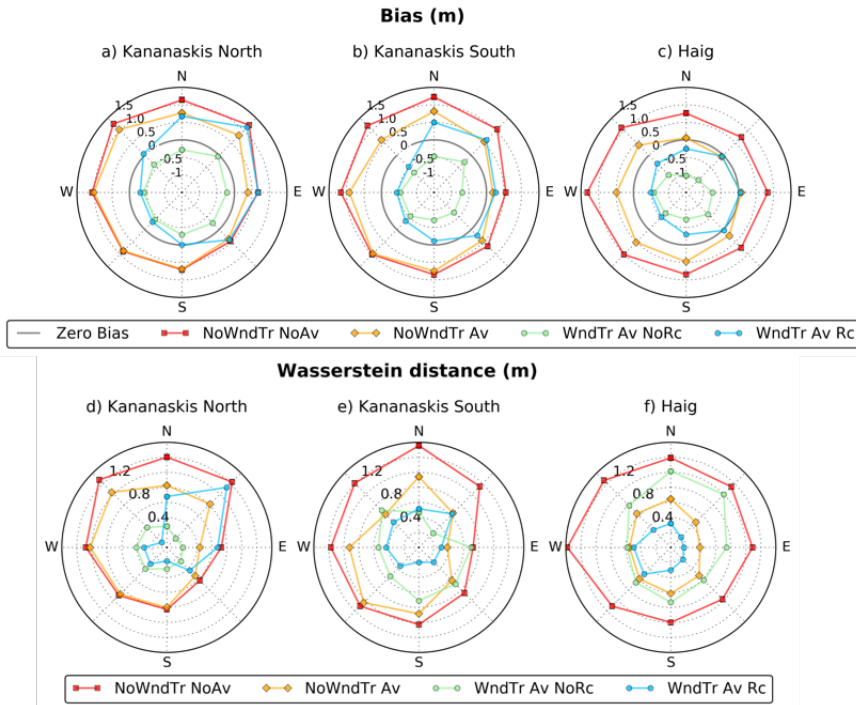 Bias (m)
a) Kananaskis North
b) Kananaskis South
c) Haig
N
N
N
1.5
1.5
1.5
1.0
1.0
1.0
0.5
0.5
0.5
0
0
0
-0.5
-0.5
-0.5
-1
-1
-1
W
E
W
E
W
E
S
S
S
Zero Bias NoWndTr NoAv NoWndTr Av WndTr Av NoRc WndTr Av Rc
Wasserstein distance (m)
d) Kananaskis North
e) Kananaskis South
f) Haig
N
N
N
1.2
1.2
1.2
0.8
0.8
0.8
0.4
0.4
0.4
W
E
W
E
W
E
S
S
S
NoWndTr NoAv NoWndTr Av WndTr Av NoRc WndTr Av Rc